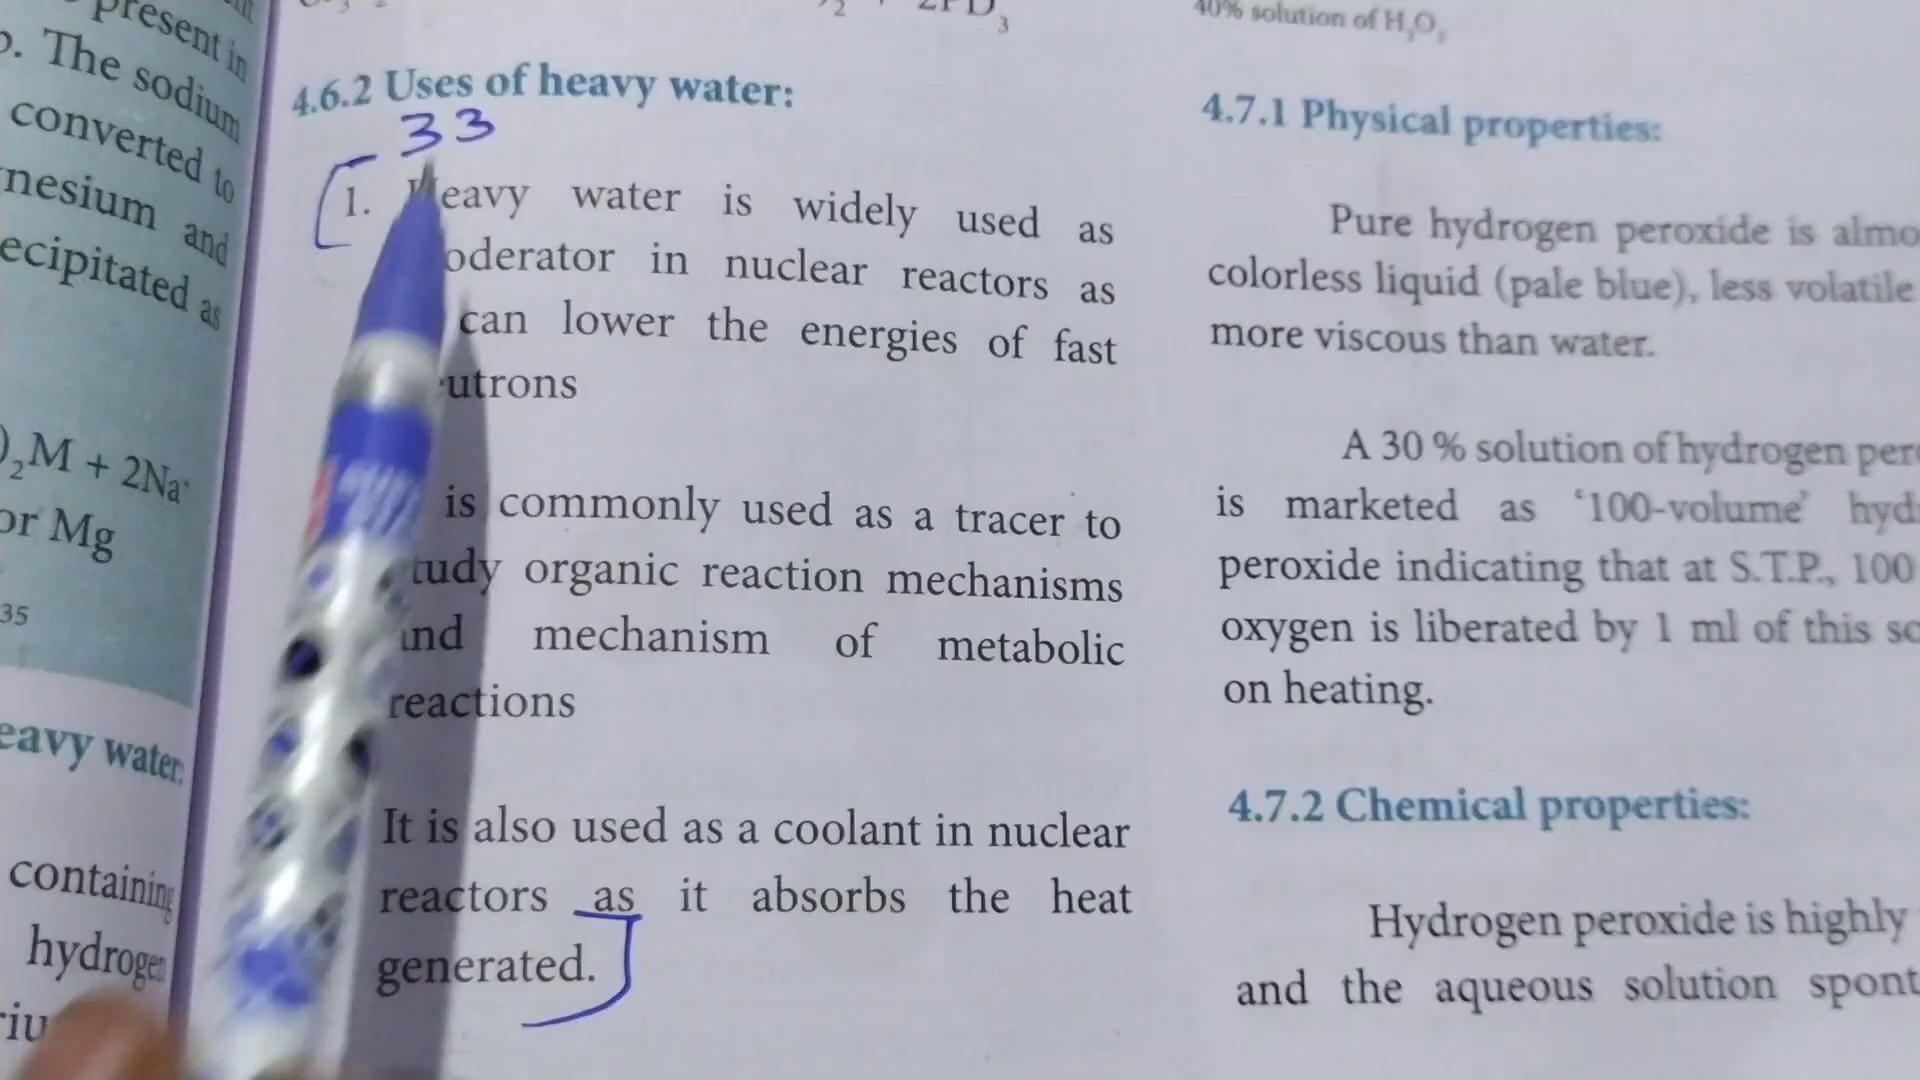 present in
. The sodium
converted to
nesium and
ecipitated as
)₂M + 2Na⁺
or Mg
35
eavy water:
containing
hydrogen
2PD₃
4.6.2 Uses of heavy water:
33
1. Heavy water is widely used as
oderator in nuclear reactors as
can lower the energies of fast
utrons
is commonly used as a tracer to
tudy organic reaction mechanisms
and mechanism of metabolic
reactions
It is also used as a coolant in nuclear
reactors as it absorbs the heat
generated.
40% solution of H₂O₂
4.7.1 Physical properties:
Pure hydrogen peroxide is almo
colorless liquid (pale blue), less volatile
more viscous than water.
A 30 % solution of hydrogen per
is marketed as ‘100-volume’ hyd
peroxide indicating that at S.T.P., 100
oxygen is liberated by 1 ml of this so
on heating.
4.7.2 Chemical properties:
Hydrogen peroxide is highly
and the aqueous solution spont